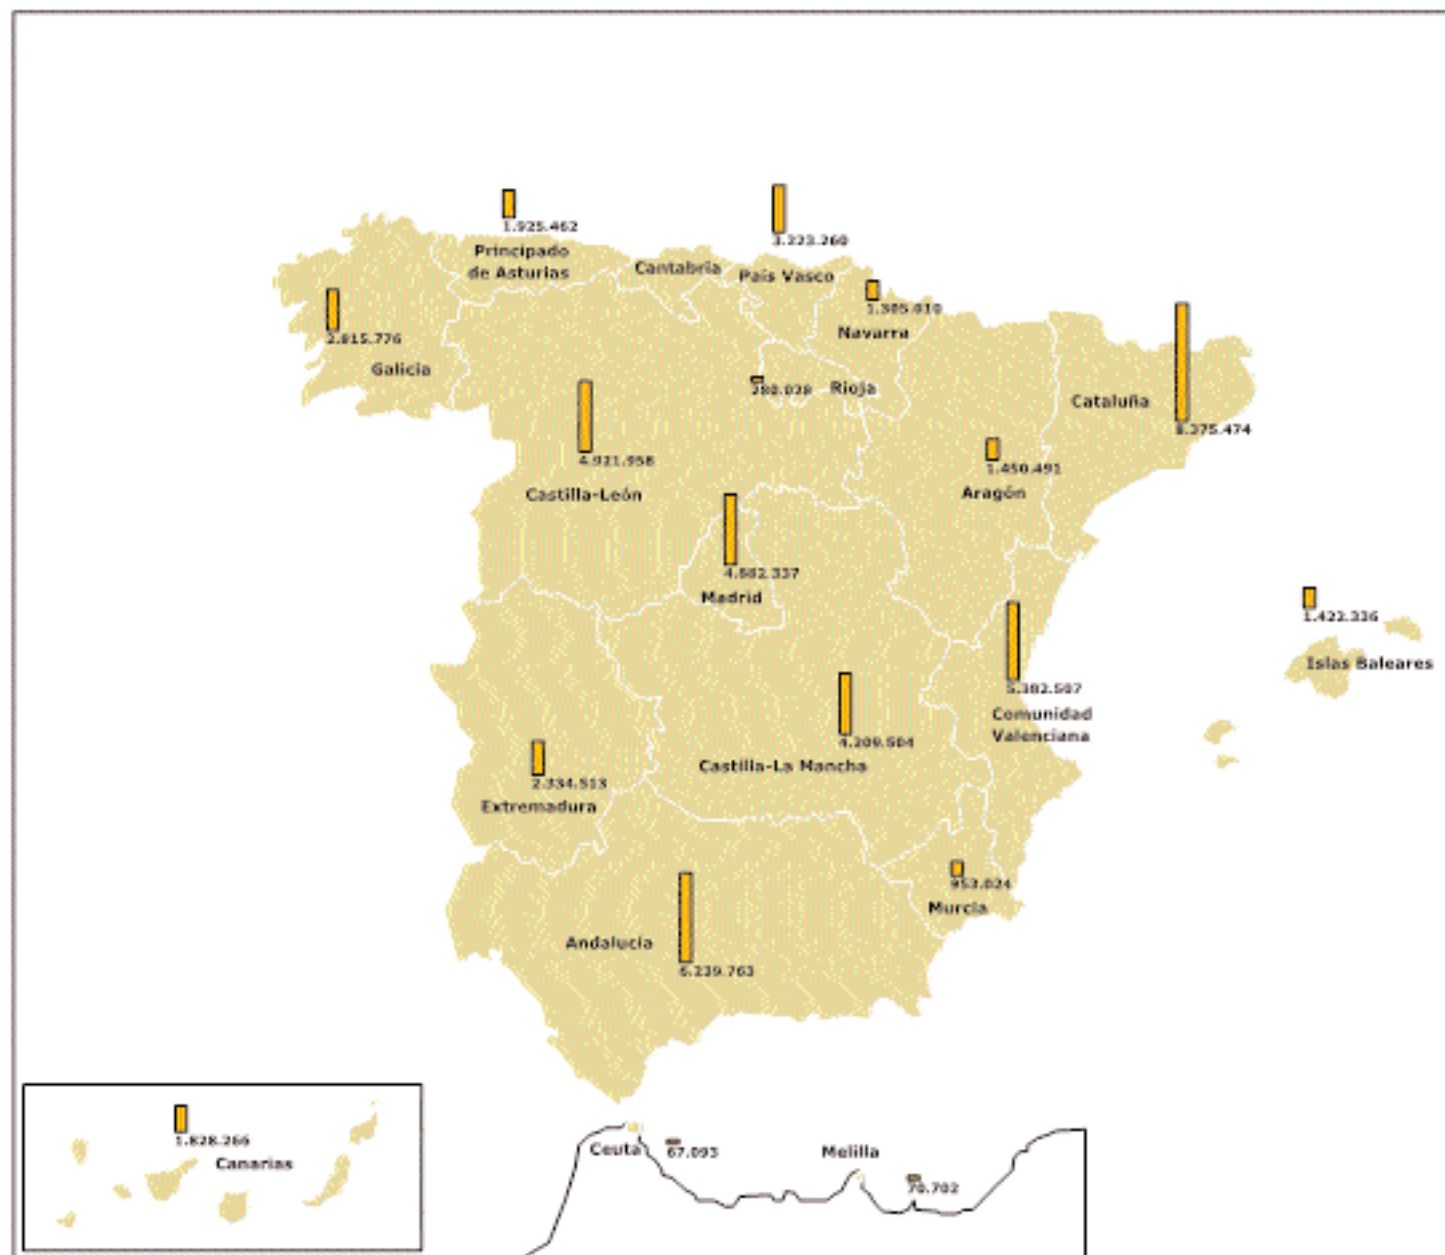 1.925.462
Principado
de Asturias
Cantabria
3.223.260
País Vasco
1.305.010
Navarra
2.815.776
Galicia
280.028
Rioja
Cataluña
8.375.474
4.921.958
Castilla-León
1.450.491
Aragón
4.882.337
Madrid
1.422.336
Islas Baleares
5.382.507
Comunidad
Valenciana
4.209.504
Castilla-La Mancha
2.334.513
Extremadura
953.024
Murcia
Andalucía
6.239.763
1.828.266
Canarias
Ceuta
67.093
Melilla
70.702